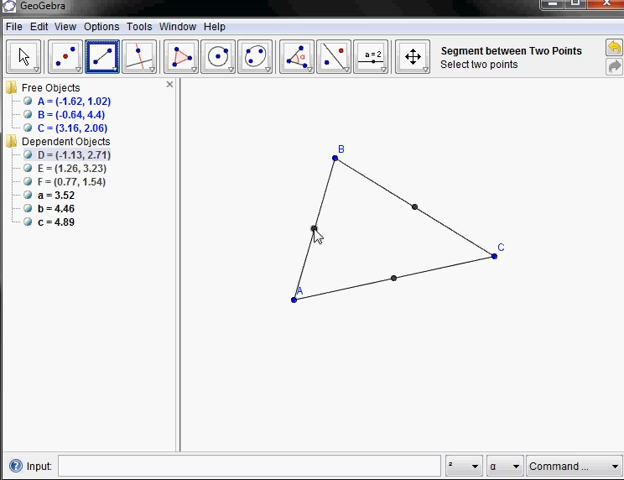 GeoGebra
File Edit View Options Tools Window Help
a = 2
Segment between Two Points
Select two points
Free Objects
A = (-1.62, 1.02)
B = (-0.64, 4.4)
C = (3.16, 2.06)
Dependent Objects
D = (-1.13, 2.71)
E = (1.26, 3.23)
F = (0.77, 1.54)
a = 3.52
b = 4.46
c = 4.89
B
C
A
Input: ² α Command ...